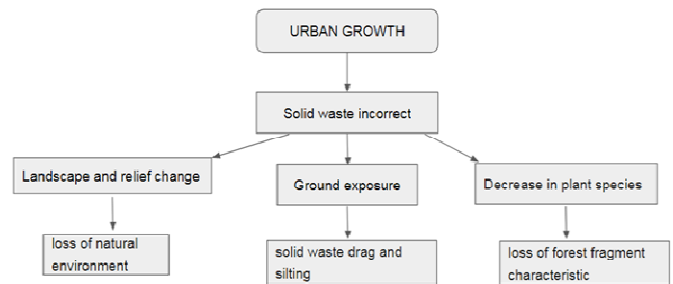 URBAN GROWTH
Solid waste incorrect
Landscape and relief change
Ground exposure
Decrease in plant species
loss of natural
environment
solid waste drag and
silting
loss of forest fragment
characteristic